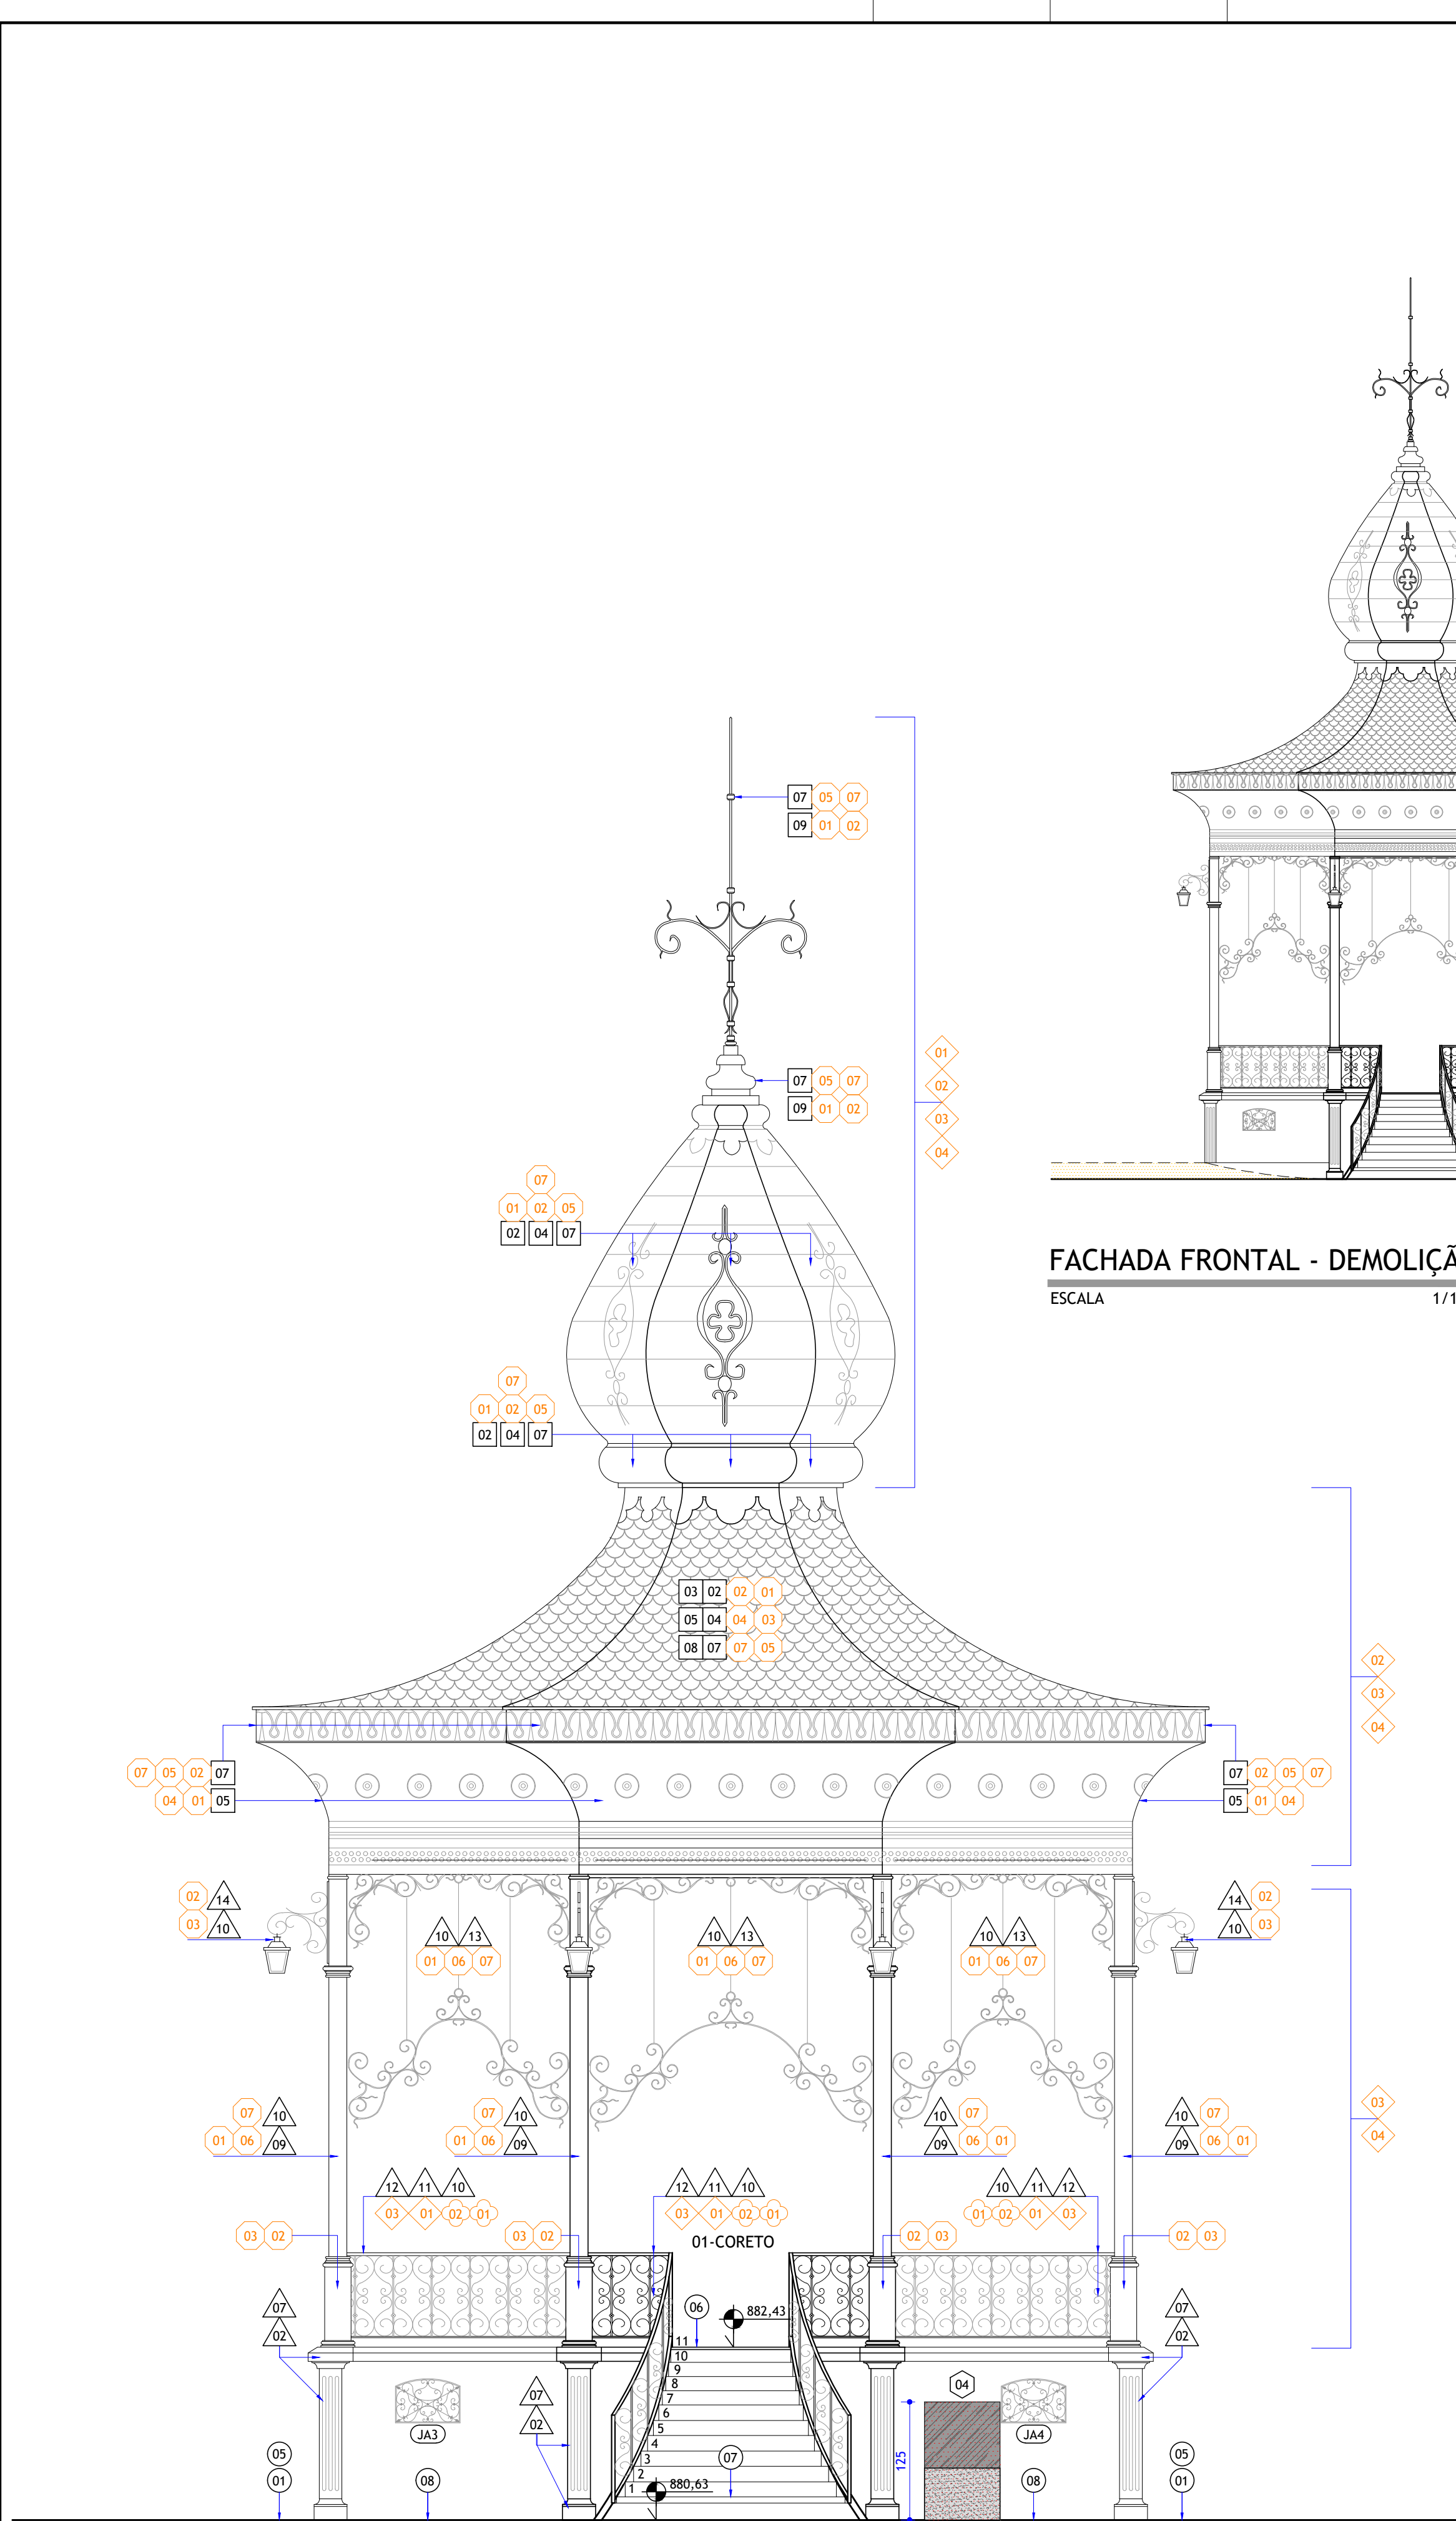 07 05 07
09 01 02
01
02
03
04
07 05 07
09 01 02
07
01 02 05
02 04 07
FACHADA FRONTAL - DEMOLIÇÃ
ESCALA 1/1
07
01 02 05
02 04 07
03 02 02 01
05 04 04 03
08 07 07 05
02
03
04
07 05 02 07
04 01 05
07 02 05 07
05 01 04
02 14
03 10
14 02
10 03
10 13
01 06 07
10 13
01 06 07
10 13
01 06 07
07 10
01 06 09
07 10
01 06 09
10 07
09 06 01
10 07
09 06 01
03
04
12 11 10
03 01 02 01
12 11 10
03 01 02 01
10 11 12
01 02 01 03
03 02
03 02
01-CORETO
02 03
02 03
07
02
06
882,43
07
02
11
10
9
8
7
6
5
4
3
2
1
07
02
04
JA3
JA4
125
05
01
08
07
880,63
08
05
01